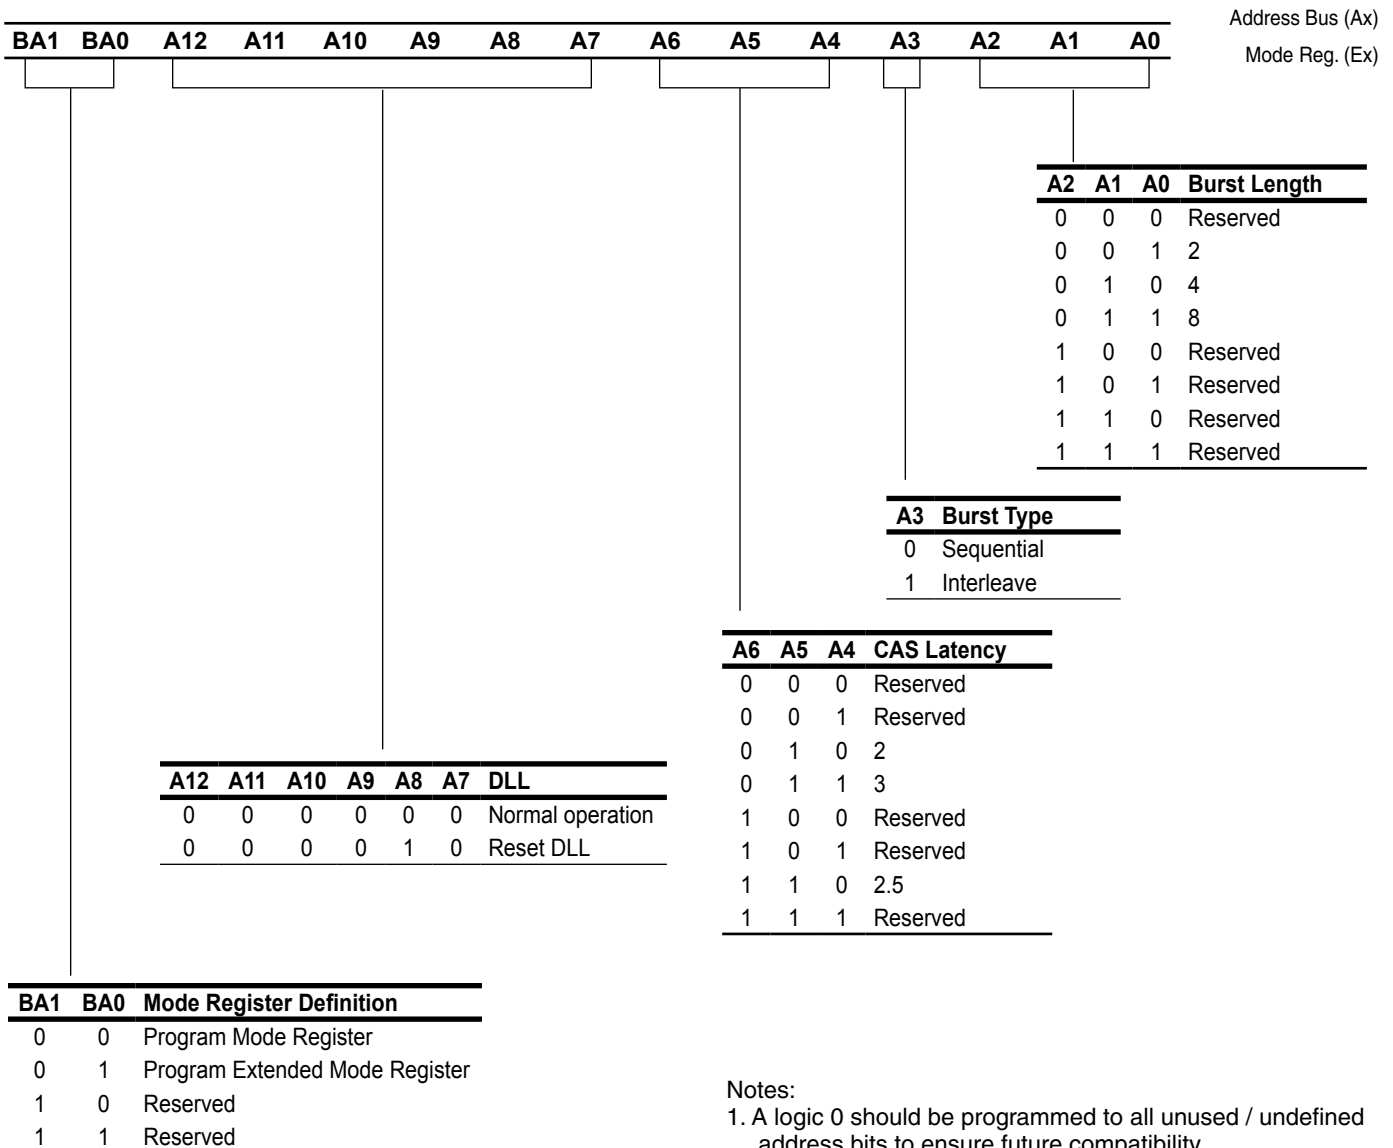 Address Bus (Ax)
BA1 BA0 A12 A11 A10 A9 A8 A7 A6 A5 A4 A3 A2 A1 A0
Mode Reg. (Ex)
A2 A1 A0 Burst Length
0 0 0 Reserved
0 0 1 2
0 1 0 4
0 1 1 8
1 0 0 Reserved
1 0 1 Reserved
1 1 0 Reserved
1 1 1 Reserved
A3 Burst Type
0 Sequential
1 Interleave
A6 A5 A4 CAS Latency
0 0 0 Reserved
0 0 1 Reserved
0 1 0 2
0 1 1 3
1 0 0 Reserved
1 0 1 Reserved
1 1 0 2.5
1 1 1 Reserved
A12 A11 A10 A9 A8 A7 DLL
0 0 0 0 0 0 Normal operation
0 0 0 0 1 0 Reset DLL
BA1 BA0 Mode Register Definition
0 0 Program Mode Register
0 1 Program Extended Mode Register
1 0 Reserved
1 1 Reserved
Notes:
1. A logic 0 should be programmed to all unused / undefined
address bits to ensure future compatibility